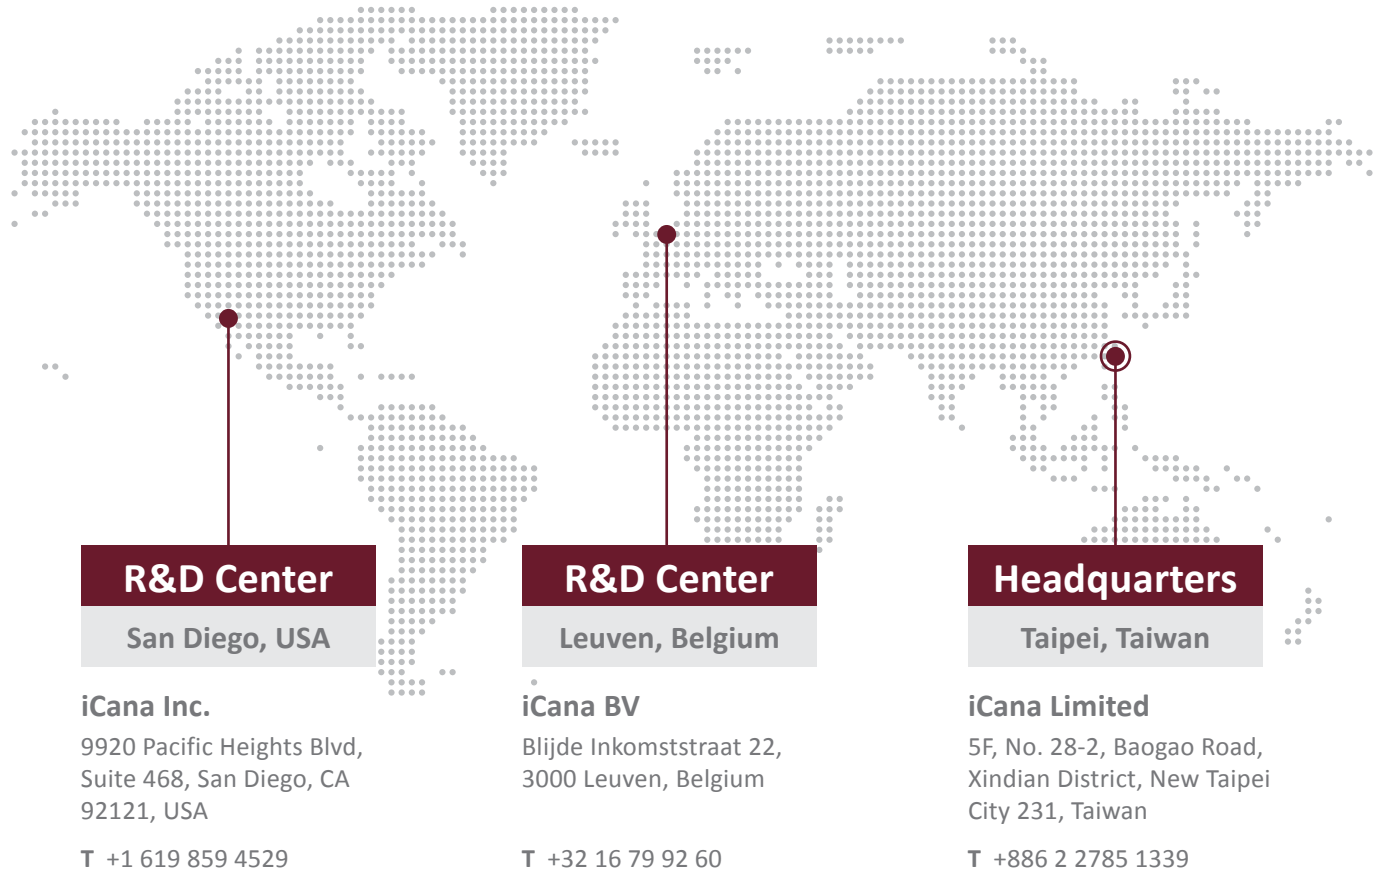 R&D Center
San Diego, USA
iCana Inc.
9920 Pacific Heights Blvd,
Suite 468, San Diego, CA
92121, USA
T +1 619 859 4529
R&D Center
Leuven, Belgium
iCana BV
Blijde Inkomststraat 22,
3000 Leuven, Belgium
T +32 16 79 92 60
Headquarters
Taipei, Taiwan
iCana Limited
5F, No. 28-2, Baogao Road,
Xindian District, New Taipei
City 231, Taiwan
T +886 2 2785 1339